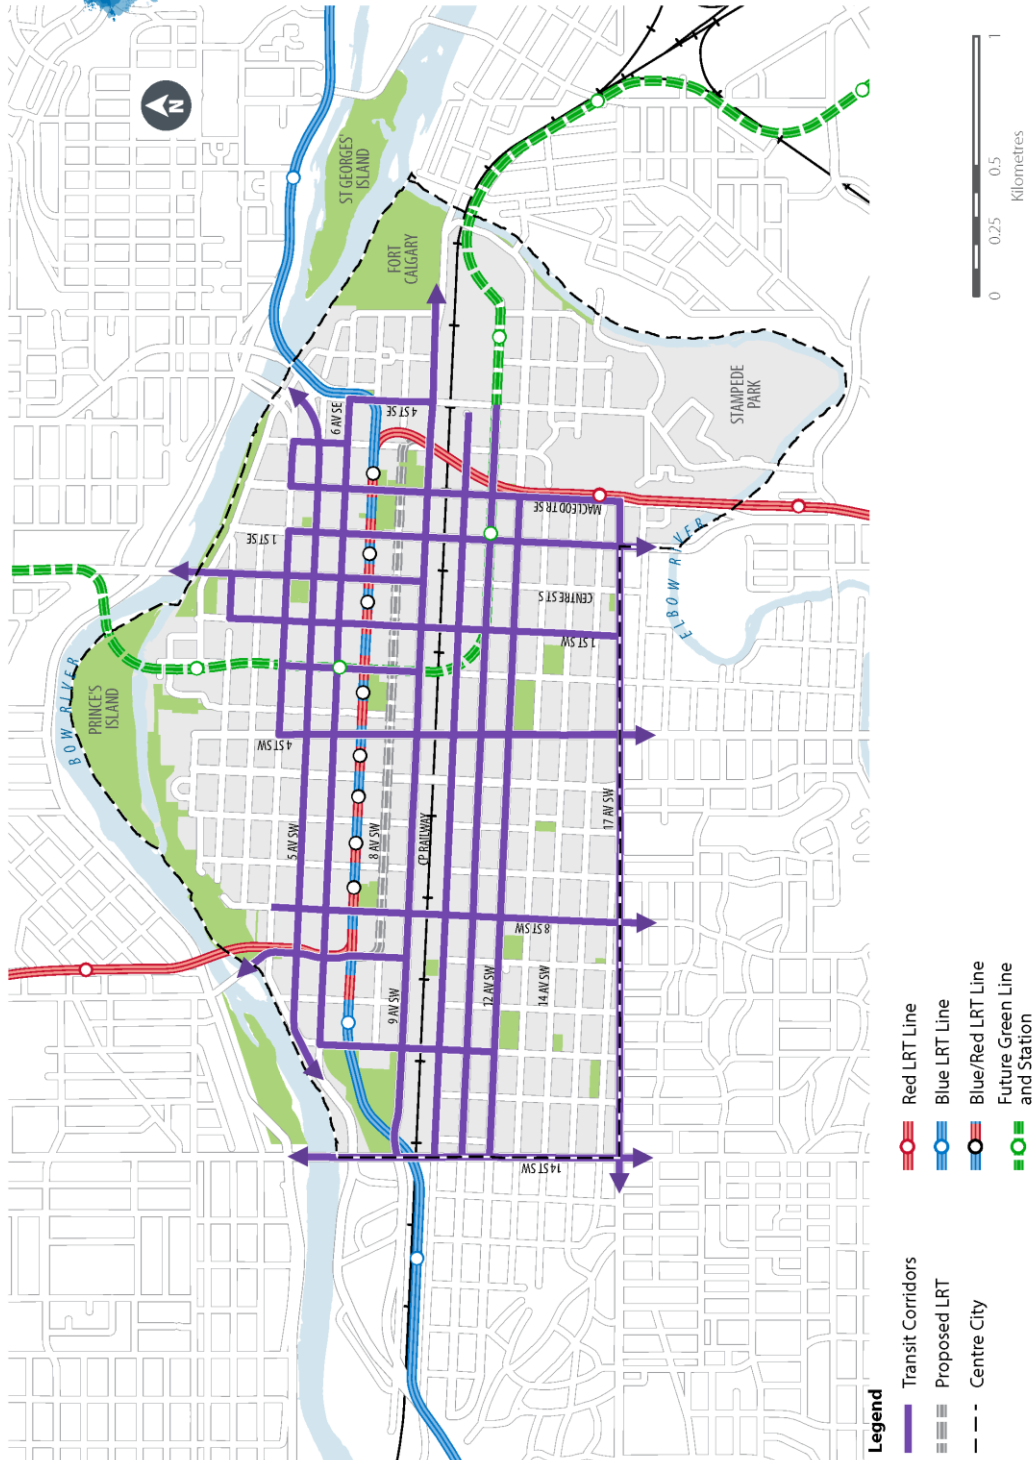 N
ST GEORGES'
ISLAND
FORT
CALGARY
BOW RIVER
PRINCE'S
ISLAND
6 AV SE
4 ST SE
1 ST SE
MACLEOD TR SE
CENTRE ST S
1 ST SW
4 ST SW
5 AV SW
8 AV SW
CP RAILWAY
9 AV SW
12 AV SW
14 AV SW
17 AV SW
8 ST SW
14 ST SW
STAMPEDE
PARK
ELBOW RIVER
Legend
Transit Corridors
Proposed LRT
Centre City
Red LRT Line
Blue LRT Line
Blue/Red LRT Line
Future Green Line
and Station
0 0.25 0.5 1
Kilometres